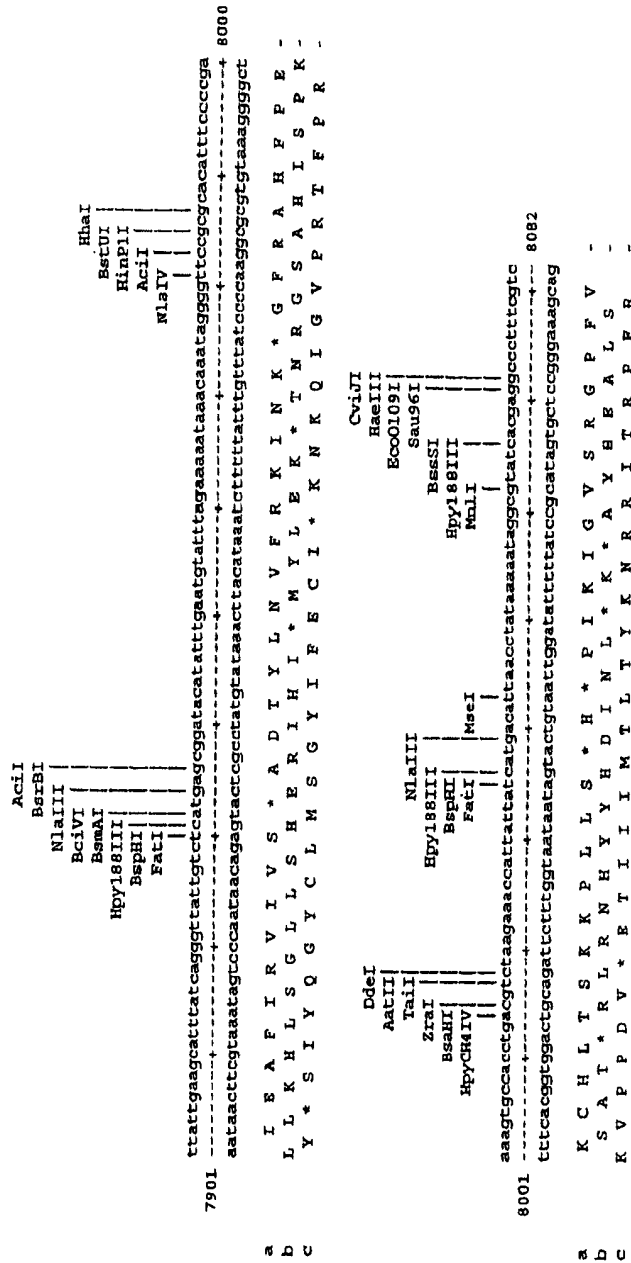 AciI
BsrBI
NlaIII
BciVI
BsmAI
Hpy188III
BspHI
FatI
HhaI
BstUI
HinP1I
AciI
NlaIV
ttattgaagcatttatcagggttattgtctcatgagcggatacatatttgaatgtatttagaaaaataaacaaataggggttccgcgcacatttccccga
7901 ---------+---------+---------+---------+---------+---------+---------+---------+---------+---------+ 8000
aataacttcgtaaatagtcccaataacagagtactcgcctatgtataaacttacataaatctttttatttgtttatccccaaggcgcgtgtaaaggggct
a I E A F I R V I V S * A D T Y L N V F R K I N K * G F R A H F P E -
b L L K H L S G L L S H E R I H I * M Y L E K * T N R G S A H I S P K -
c Y * S I Y Q G Y C L M S G Y I F E C I * K N K Q I G V P R T F P R -
DdeI
AatII
TaiI
ZraI
BsaHI
HpyCH4IV
NlaIII
Hpy188III
BspHI
FatI
MseI
CviJI
HaeIII
EcoO109I
Sau96I
BssSI
Hpy188III
MnlI
aaagtgccacctgacgtctaagaaaccattattatcatgacattaacctataaaaataggcgtatcacgaggccctttcgtc
8001 ---------+---------+---------+---------+---------+---------+---------+---------+-- 8082
tttcacggtggactgcagattctttggtaataatagtactgtaattggatatttttatccgcatagtgctccgggaaagcag
a K C H L T S K K P L L S * H * P I K I G V S R G P F V -
b S A T * R L R N H Y Y H D I N L * K * A Y H E A L S -
c K V P P D V * E T I I I M T L T Y K N R R I T R P F R -